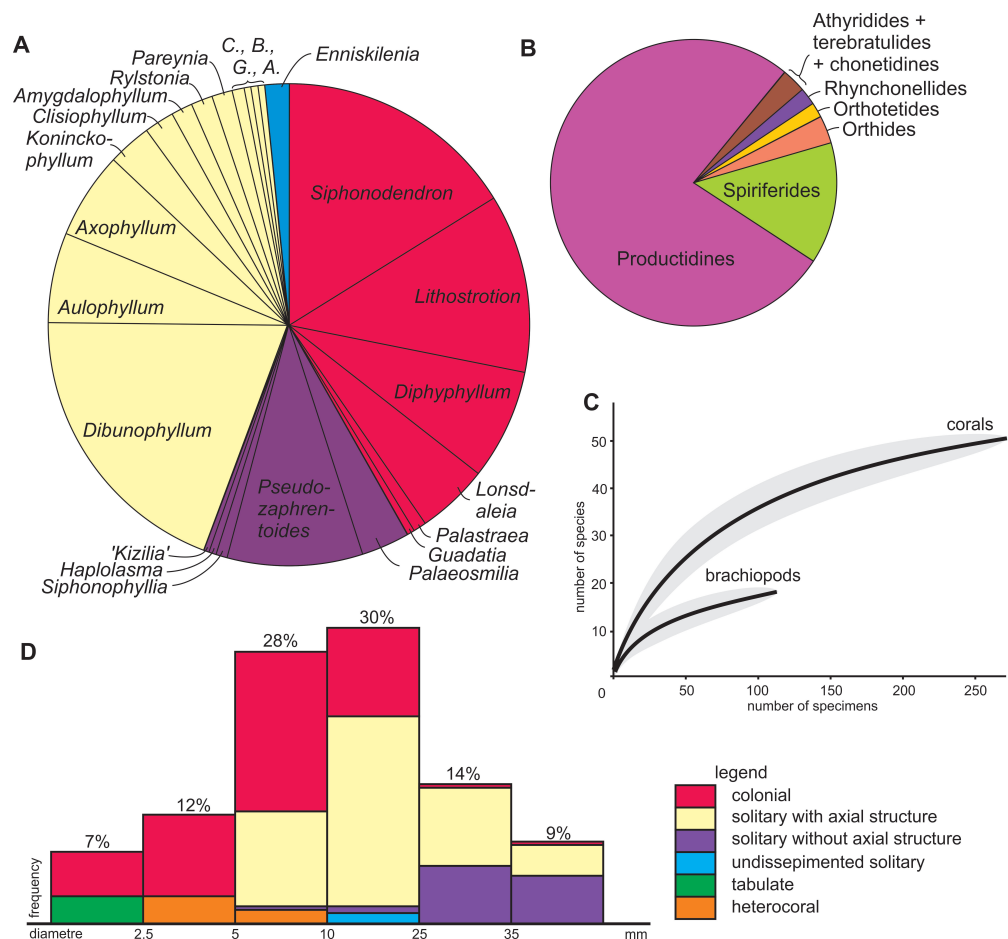 A
C., B.,
G., A.
Enniskilenia
Pareynia
Rylstonia
Amygdalophyllum
Clisiophyllum
Konincko-
phyllum
Axophyllum
Aulophyllum
Dibunophyllum
Siphonodendron
Lithostrotion
Diphyphyllum
Lonsd-
aleia
Palastraea
Guadatia
Palaeosmilia
Pseudo-
zaphren-
toides
'Kizilia'
Haplolasma
Siphonophyllia
B
Athyridides +
terebratulides
+ chonetidines
Rhynchonellides
Orthotetides
Orthides
Spiriferides
Productidines
C
corals
brachiopods
number of species
50
40
30
20
10
0
50
100
150
200
250
number of specimens
D
7%
12%
28%
30%
14%
9%
frequency
diametre
2.5
5
10
25
35
mm
legend
colonial
solitary with axial structure
solitary without axial structure
undissepimented solitary
tabulate
heterocoral